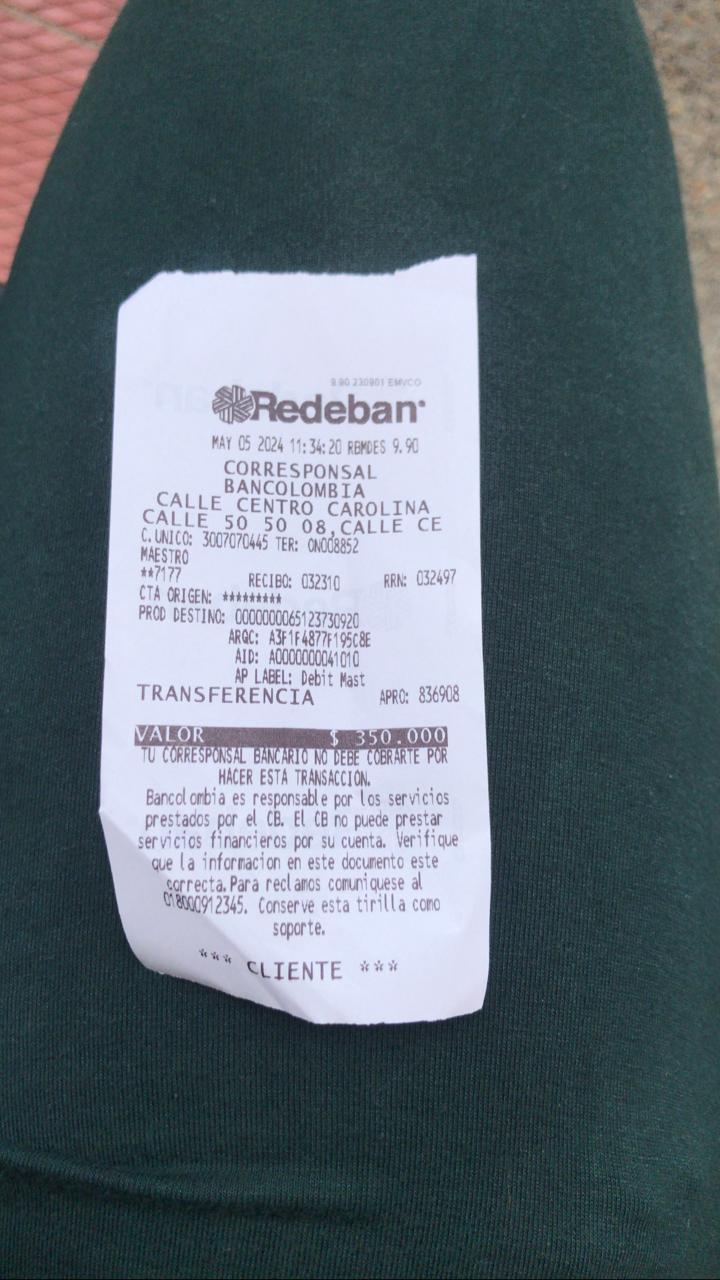 9.90 230901 EMVCO
Redeban
MAY 05 2024 11:34:20 RBMDES 9.90
CORRESPONSAL
BANCOLOMBIA
CALLE CENTRO CAROLINA
CALLE 50 50 08, CALLE CE
C.UNICO: 3007070445 TER: 0N008852
MAESTRO
**7177 RECIBO: 032310 RRN: 032497
CTA ORIGEN: *********
PROD DESTINO: 0000000065123730920
ARQC: A3F1F4877F195C8E
AID: A0000000041010
AP LABEL: Debit Mast
TRANSFERENCIA APRO: 836908
VALOR $ 350.000
TU CORRESPONSAL BANCARIO NO DEBE COBRARTE POR
HACER ESTA TRANSACCION.
Bancolombia es responsable por los servicios
prestados por el CB. El CB no puede prestar
servicios financieros por su cuenta. Verifique
que la informacion en este documento este
correcta.Para reclamos comuniquese al
018000912345. Conserve esta tirilla como
soporte.
*** CLIENTE ***